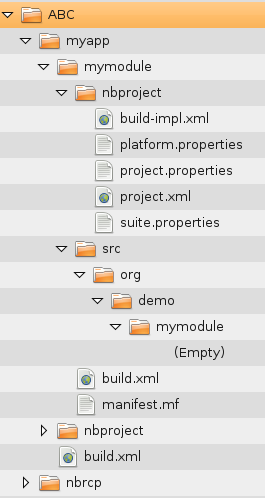 ABC
myapp
mymodule
nbproject
build-impl.xml
platform.properties
project.properties
project.xml
suite.properties
src
org
demo
mymodule
(Empty)
build.xml
manifest.mf
nbproject
build.xml
nbrcp